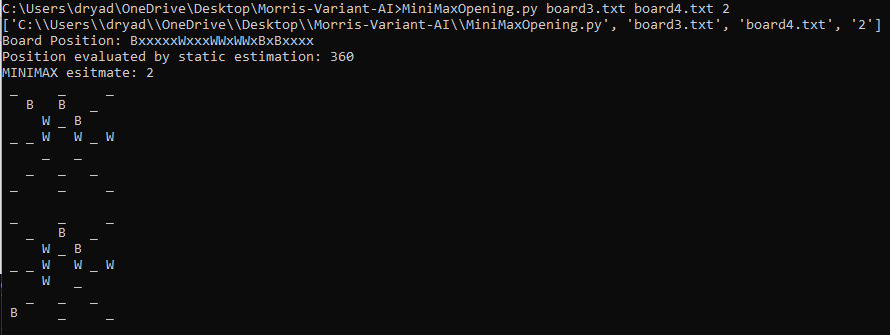 C:\Users\dryad\OneDrive\Desktop\Morris-Variant-AI>MiniMaxOpening.py board3.txt board4.txt 2
['C:\\Users\\dryad\\OneDrive\\Desktop\\Morris-Variant-AI\\MiniMaxOpening.py', 'board3.txt', 'board4.txt', '2']
Board Position: BxxxxxWxxxWWxWWxBxBxxxx
Position evaluated by static estimation: 360
MINIMAX esitmate: 2
 _     _     _
   B   B   _
     W _ B
 _ _ W   W _ W
     _   _
   _   _   _
 _     _     _

 _     _     _
   _   B   _
     W _ B
 _ _ W   W _ W
     W   _
   _   _   _
 B     _     _